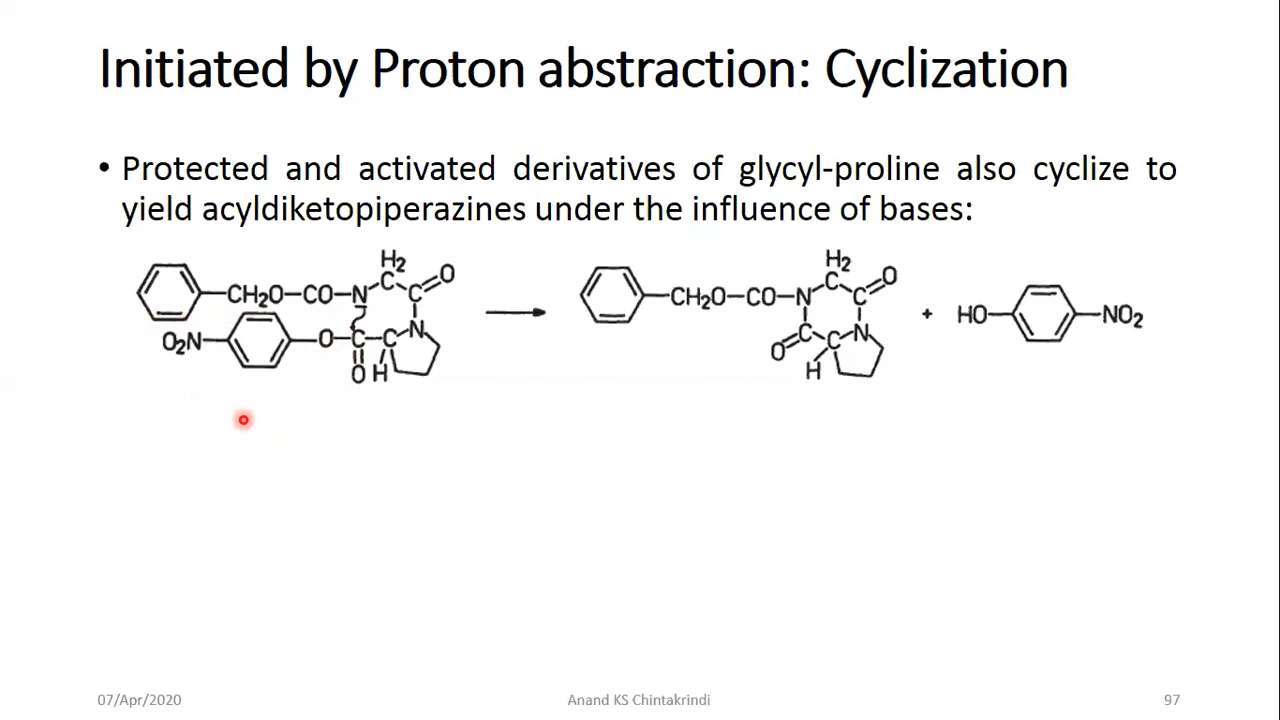 Initiated by Proton abstraction: Cyclization
• Protected and activated derivatives of glycyl-proline also cyclize to
yield acyldiketopiperazines under the influence of bases:
H₂
C
O
CH₂O–CO–N
C
N
O₂N
O–C–C
O H
H₂
C
O
CH₂O–CO–N
C
N
O
C
C
H
+
HO
NO₂
07/Apr/2020
Anand KS Chintakrindi
97